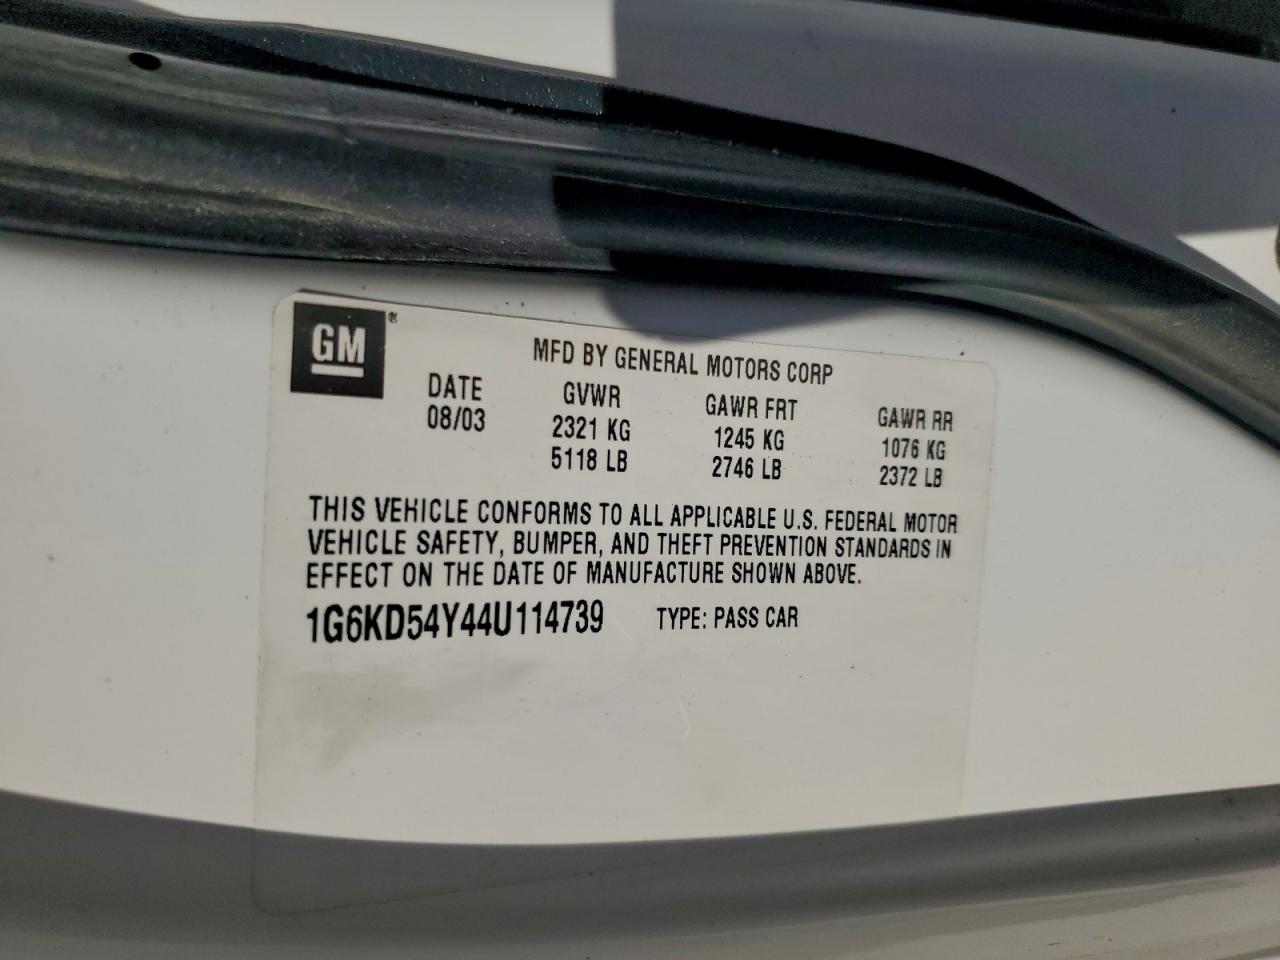 GM®
MFD BY GENERAL MOTORS CORP
DATE GVWR GAWR FRT GAWR RR
08/03 2321 KG 1245 KG 1076 KG
5118 LB 2746 LB 2372 LB
THIS VEHICLE CONFORMS TO ALL APPLICABLE U.S. FEDERAL MOTOR
VEHICLE SAFETY, BUMPER, AND THEFT PREVENTION STANDARDS IN
EFFECT ON THE DATE OF MANUFACTURE SHOWN ABOVE.
1G6KD54Y44U114739 TYPE: PASS CAR